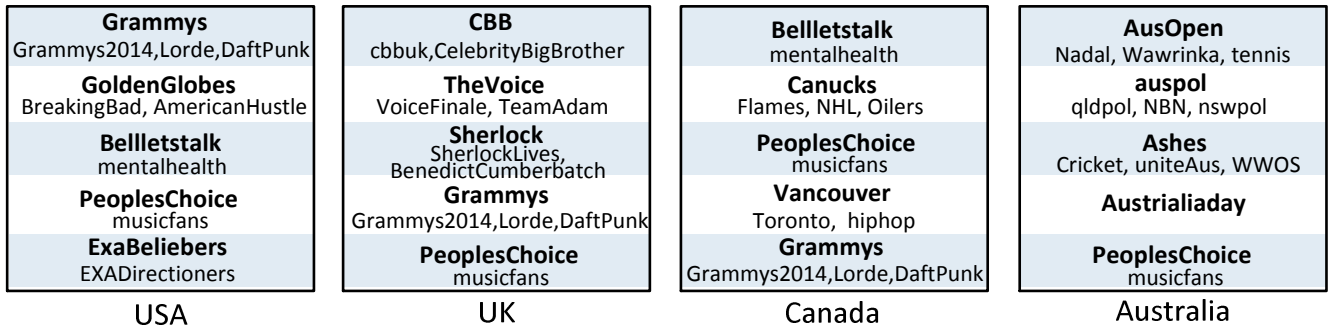 Grammys
Grammys2014,Lorde,DaftPunk
GoldenGlobes
BreakingBad, AmericanHustle
Bellletstalk
mentalhealth
PeoplesChoice
musicfans
ExaBeliebers
EXADirectioners
USA
CBB
cbbuk,CelebrityBigBrother
TheVoice
VoiceFinale, TeamAdam
Sherlock
SherlockLives,
BenedictCumberbatch
Grammys
Grammys2014,Lorde,DaftPunk
PeoplesChoice
musicfans
UK
Bellletstalk
mentalhealth
Canucks
Flames, NHL, Oilers
PeoplesChoice
musicfans
Vancouver
Toronto, hiphop
Grammys
Grammys2014,Lorde,DaftPunk
Canada
AusOpen
Nadal, Wawrinka, tennis
auspol
qldpol, NBN, nswpol
Ashes
Cricket, uniteAus, WWOS
Austrialiaday
PeoplesChoice
musicfans
Australia